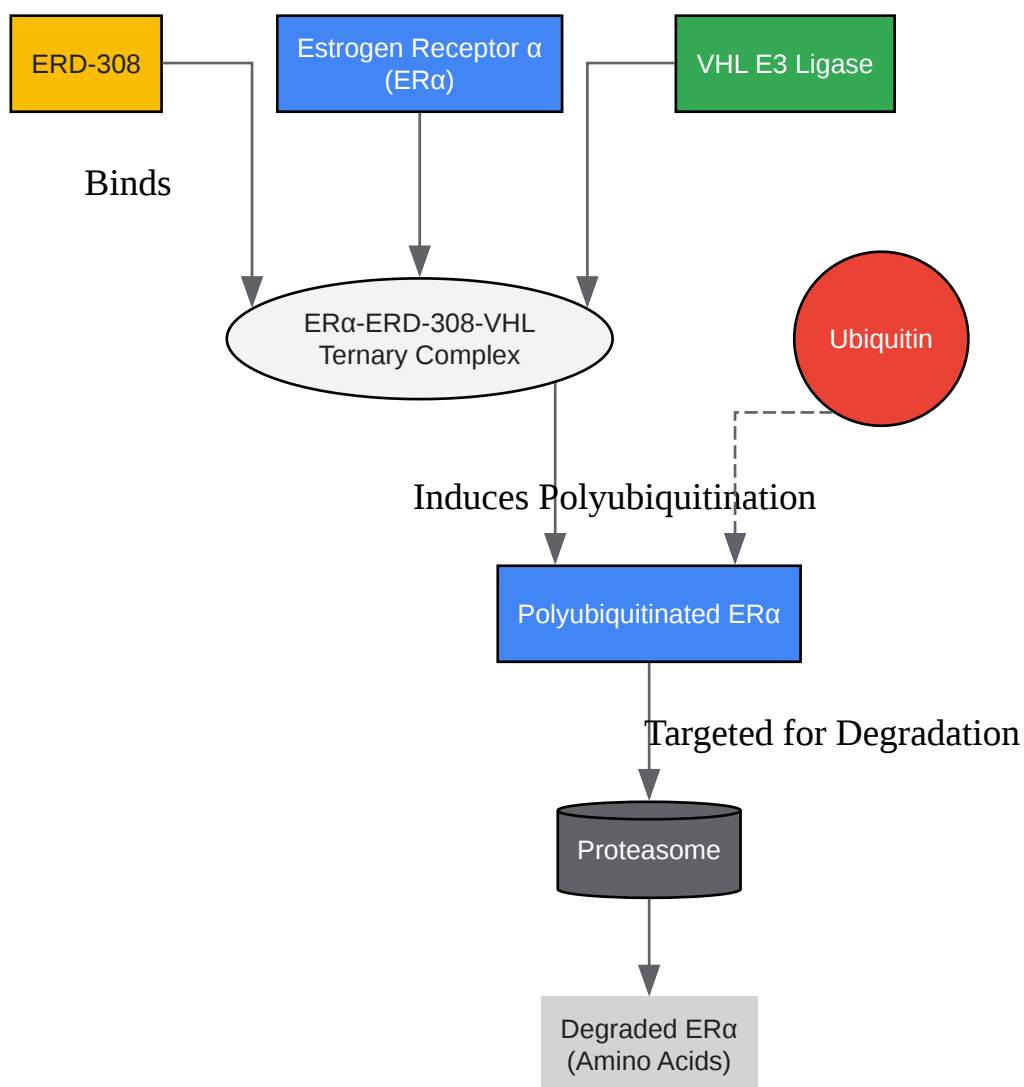 ERD-308
Estrogen Receptor α
(ERα)
VHL E3 Ligase
Binds
ERα-ERD-308-VHL
Ternary Complex
Ubiquitin
Induces Polyubiquitination
Polyubiquitinated ERα
Targeted for Degradation
Proteasome
Degraded ERα
(Amino Acids)